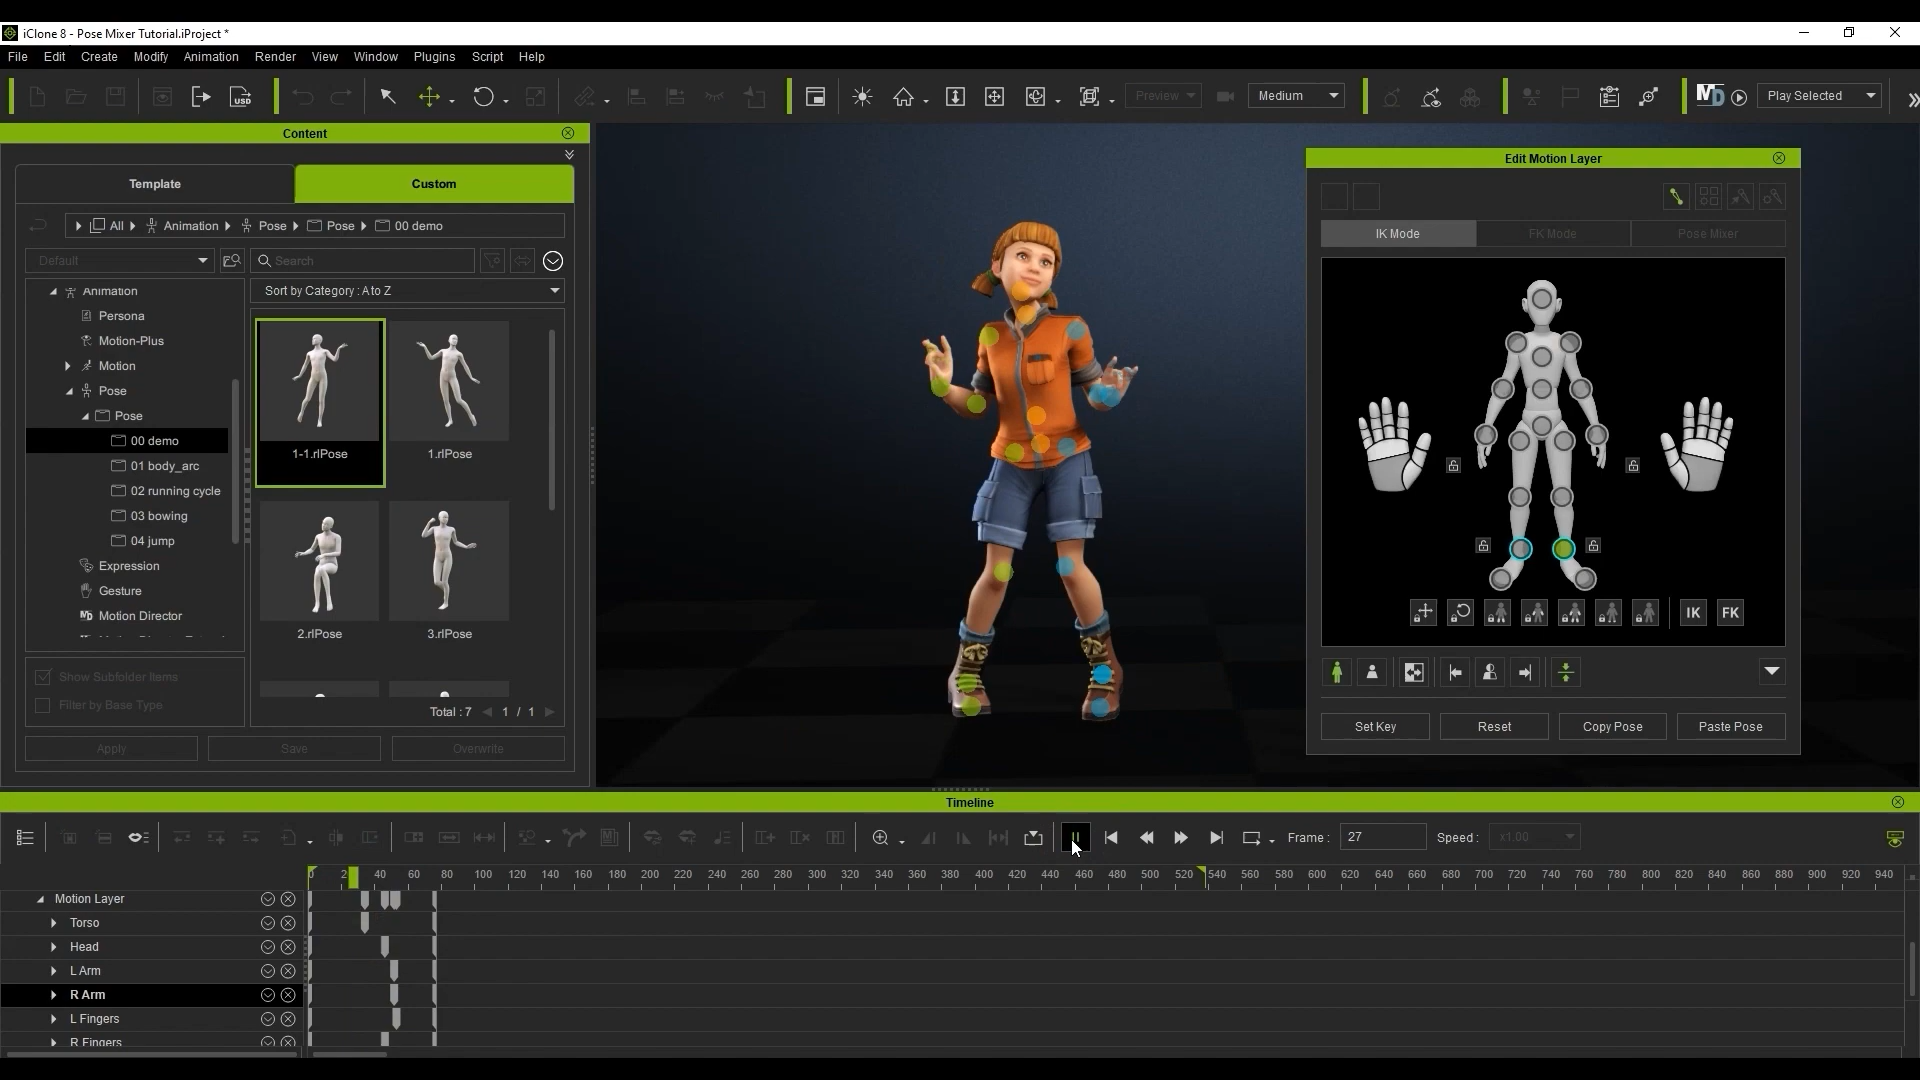 iClone 8 - Pose Mixer Tutorial.iProject *
File Edit Create Modify Animation Render View Window Plugins Script Help
USD Preview Medium MD Play Selected
Content
Template Custom
All Animation Pose Pose 00 demo
Default Search
Sort by Category : A to Z
Animation
Persona
Motion-Plus
Motion
Pose
Pose
00 demo
01 body_arc
02 running cycle
03 bowing
04 jump
Expression
Gesture
MD Motion Director
1-1.rlPose 1.rlPose
2.rlPose 3.rlPose
Show Subfolder Items
Filter by Base Type
Total : 7 1 / 1
Apply Save Overwrite
Edit Motion Layer
IK Mode FK Mode Pose Mixer
IK FK
Set Key Reset Copy Pose Paste Pose
Timeline
Frame : 27 Speed : x1.00
0 2 40 60 80 100 120 140 160 180 200 220 240 260 280 300 320 340 360 380 400 420 440 460 480 500 520 540 560 580 600 620 640 660 680 700 720 740 760 780 800 820 840 860 880 900 920 940
Motion Layer
Torso
Head
L Arm
R Arm
L Fingers
R Fingers